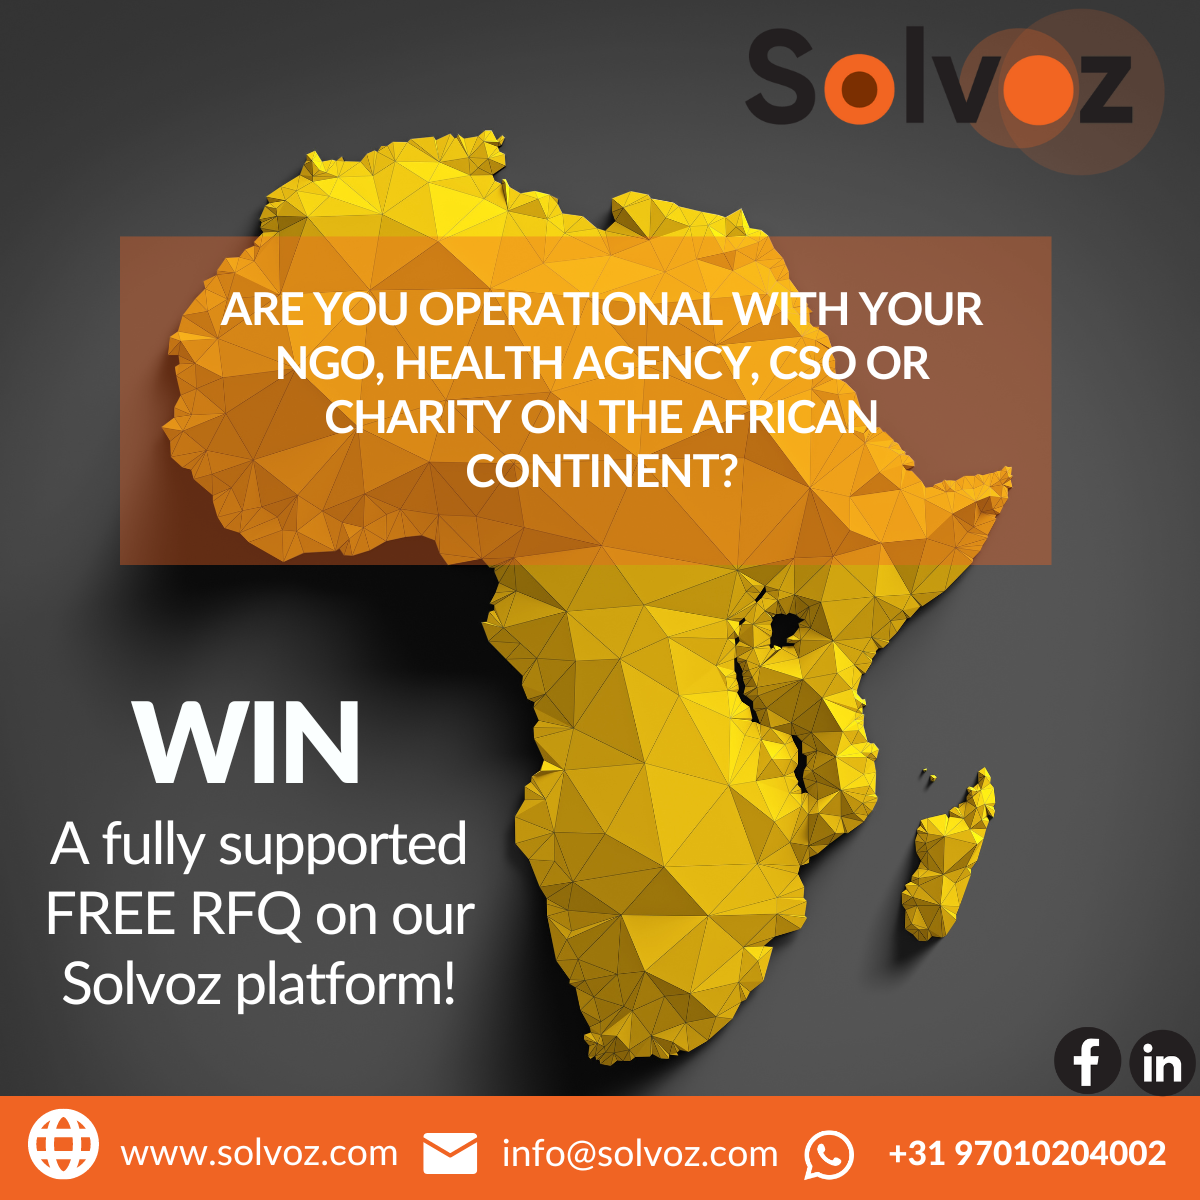 Solvoz
ARE YOU OPERATIONAL WITH YOUR
NGO, HEALTH AGENCY, CSO OR
CHARITY ON THE AFRICAN
CONTINENT?
WIN
A fully supported
FREE RFQ on our
Solvoz platform!
f in
www.solvoz.com info@solvoz.com +31 97010204002